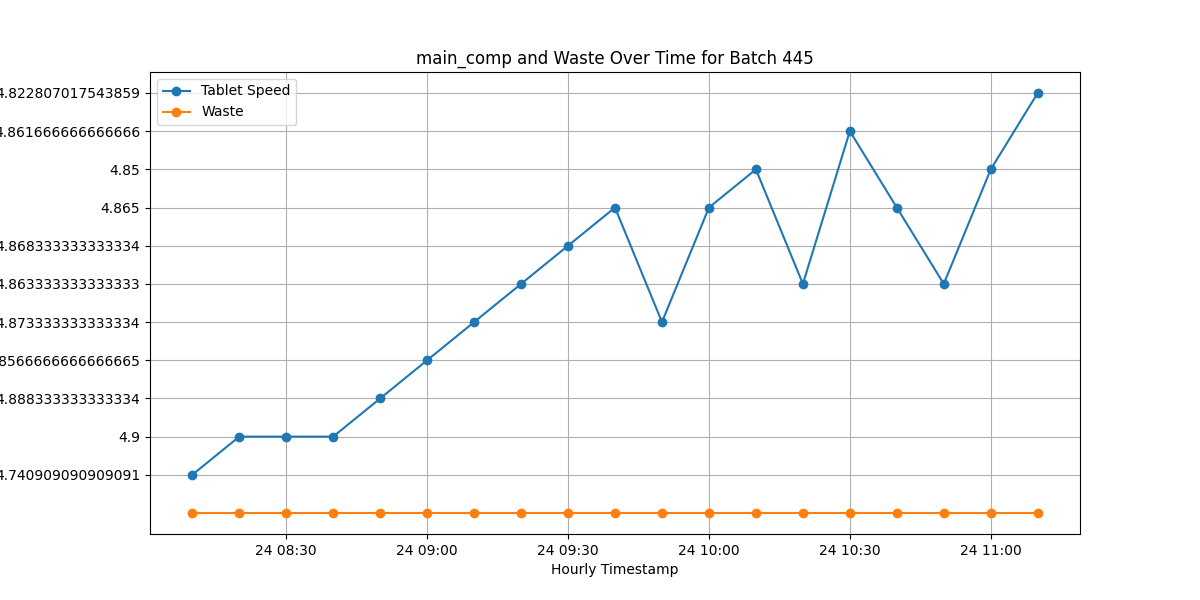 main_comp and Waste Over Time for Batch 445
Tablet Speed
Waste
4.822807017543859
4.861666666666666
4.85
4.865
4.868333333333334
4.863333333333333
4.873333333333334
8566666666666665
4.888333333333334
4.9
4.740909090909091
24 08:30 24 09:00 24 09:30 24 10:00 24 10:30 24 11:00
Hourly Timestamp